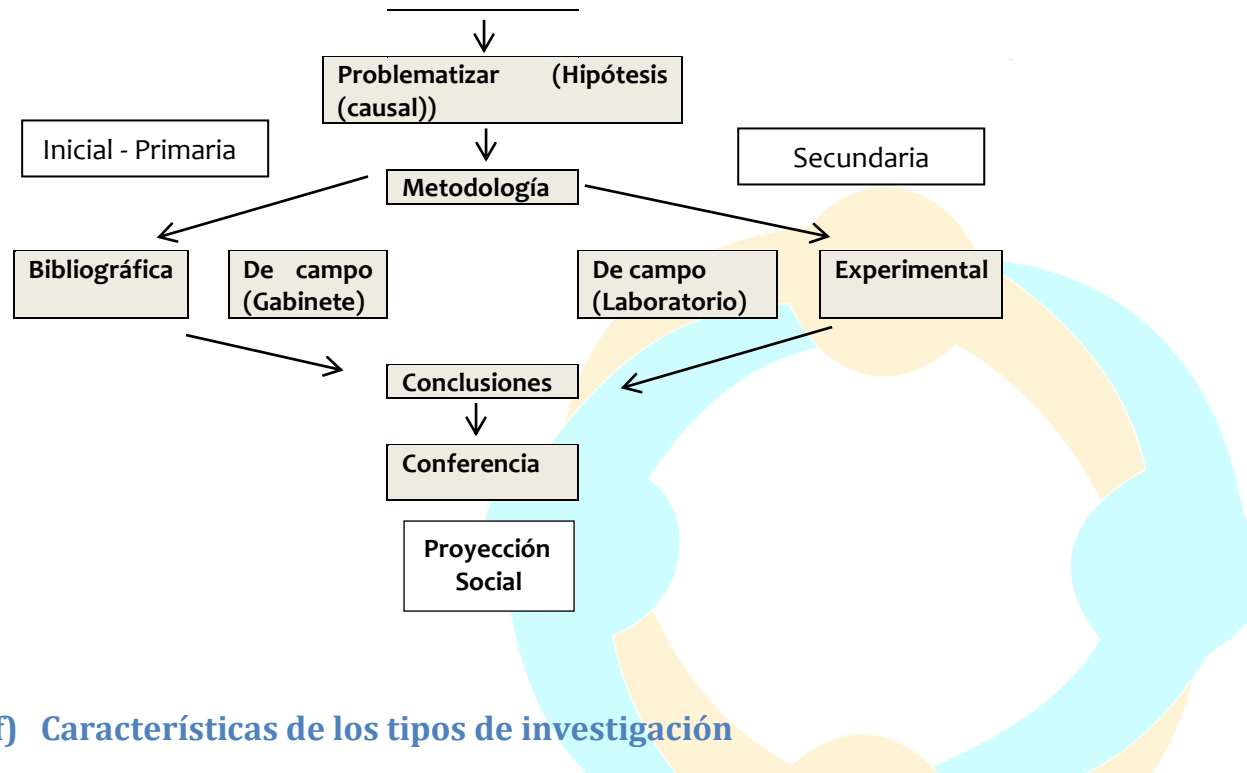 Problematizar (Hipótesis
(causal))
Inicial - Primaria
Secundaria
Metodología
Bibliográfica
De campo
(Gabinete)
De campo
(Laboratorio)
Experimental
Conclusiones
Conferencia
Proyección
Social
f) Características de los tipos de investigación